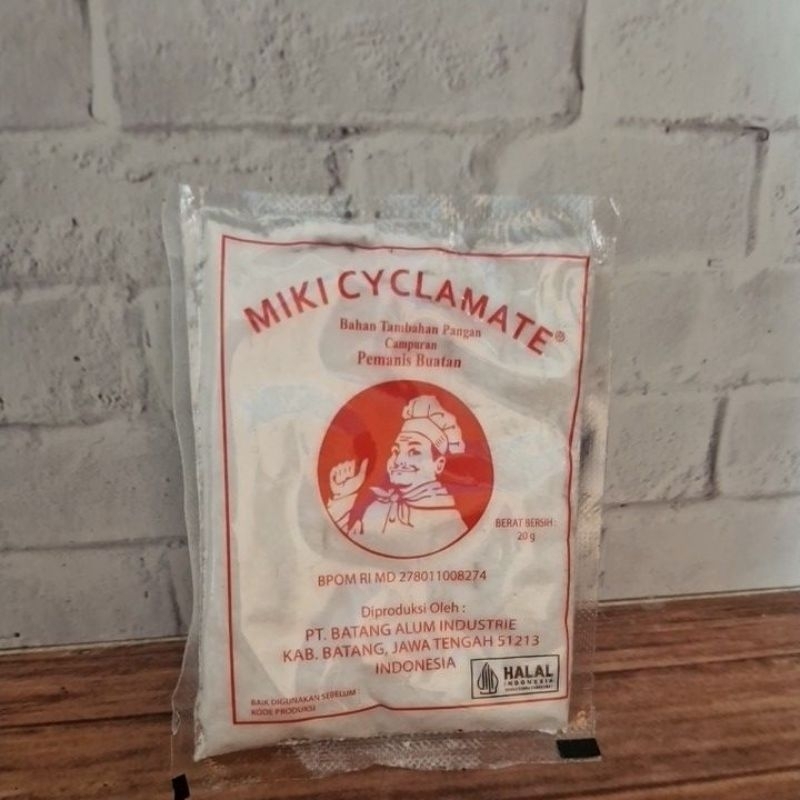 MIKI CYCLAMATE®
Bahan Tambahan Pangan
Campuran
Pemanis Buatan
BERAT BERSIH :
20 g
BPOM RI MD 278011008274
Diproduksi Oleh :
PT. BATANG ALUM INDUSTRIE
KAB. BATANG, JAWA TENGAH 51213
INDONESIA
HALAL
INDONESIA
BAIK DIGUNAKAN SEBELUM :
KODE PRODUKSI